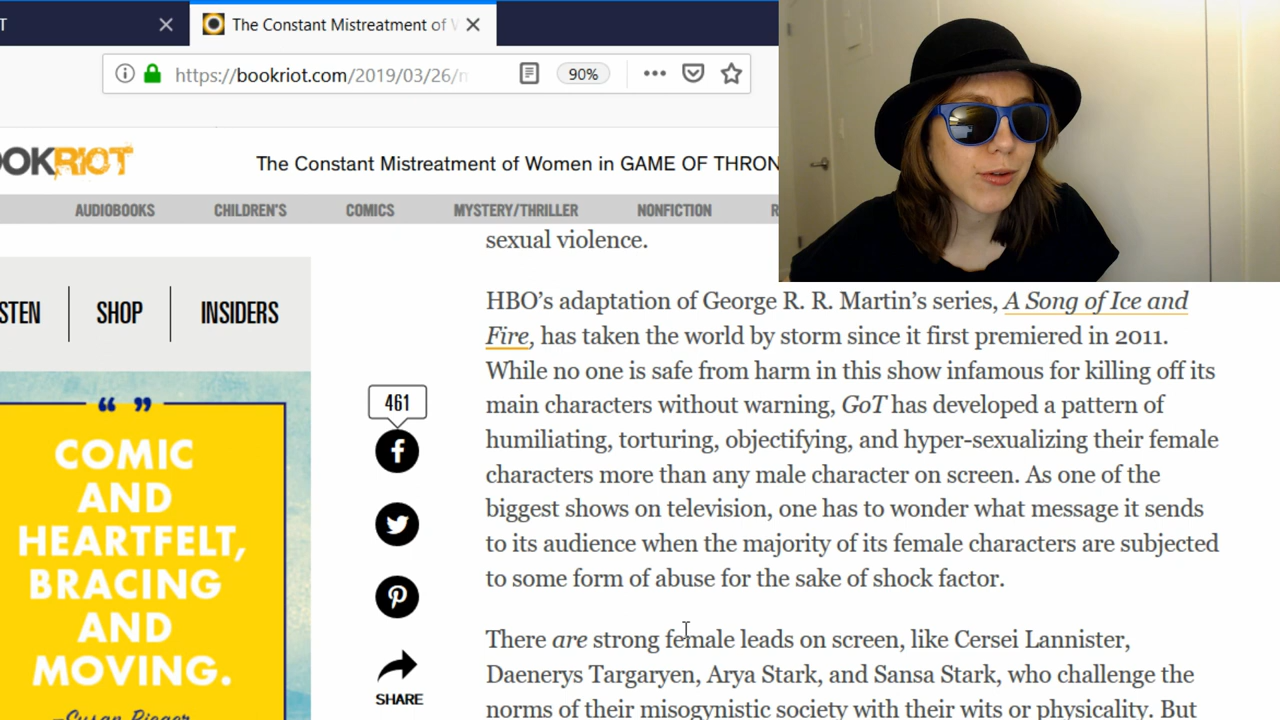 T
The Constant Mistreatment of
https://bookriot.com/2019/03/26/
90%
OOKRIOT
The Constant Mistreatment of Women in GAME OF THRON
AUDIOBOOKS CHILDREN'S COMICS MYSTERY/THRILLER NONFICTION R
sexual violence.
STEN SHOP INSIDERS
HBO’s adaptation of George R. R. Martin’s series, A Song of Ice and
Fire, has taken the world by storm since it first premiered in 2011.
While no one is safe from harm in this show infamous for killing off its
main characters without warning, GoT has developed a pattern of
humiliating, torturing, objectifying, and hyper-sexualizing their female
characters more than any male character on screen. As one of the
biggest shows on television, one has to wonder what message it sends
to its audience when the majority of its female characters are subjected
to some form of abuse for the sake of shock factor.
There are strong female leads on screen, like Cersei Lannister,
Daenerys Targaryen, Arya Stark, and Sansa Stark, who challenge the
norms of their misogynistic society with their wits or physicality. But
461
SHARE
“ ”
COMIC
AND
HEARTFELT,
BRACING
AND
MOVING.